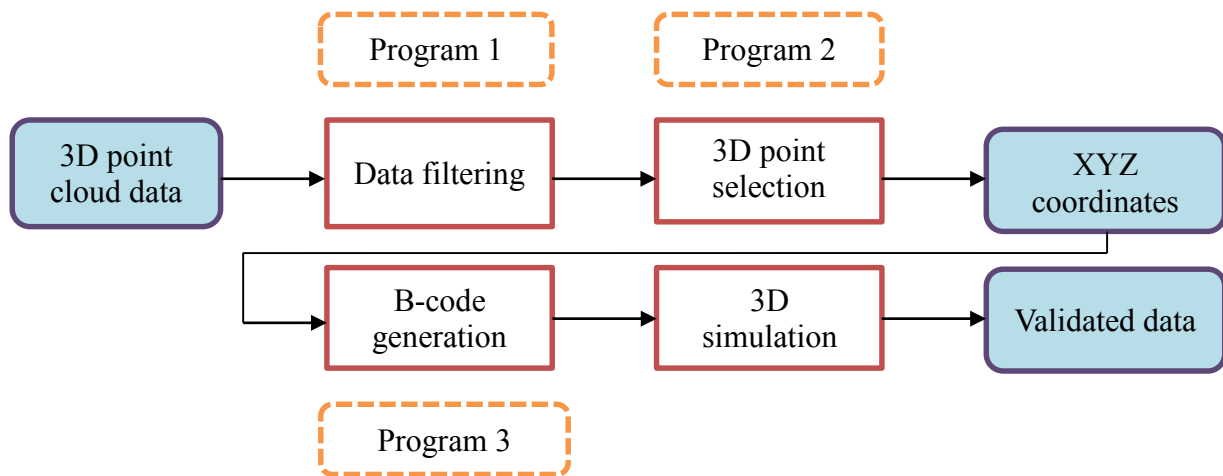 Program 1
Program 2
3D point
cloud data
Data filtering
3D point
selection
XYZ
coordinates
B-code
generation
3D
simulation
Validated data
Program 3